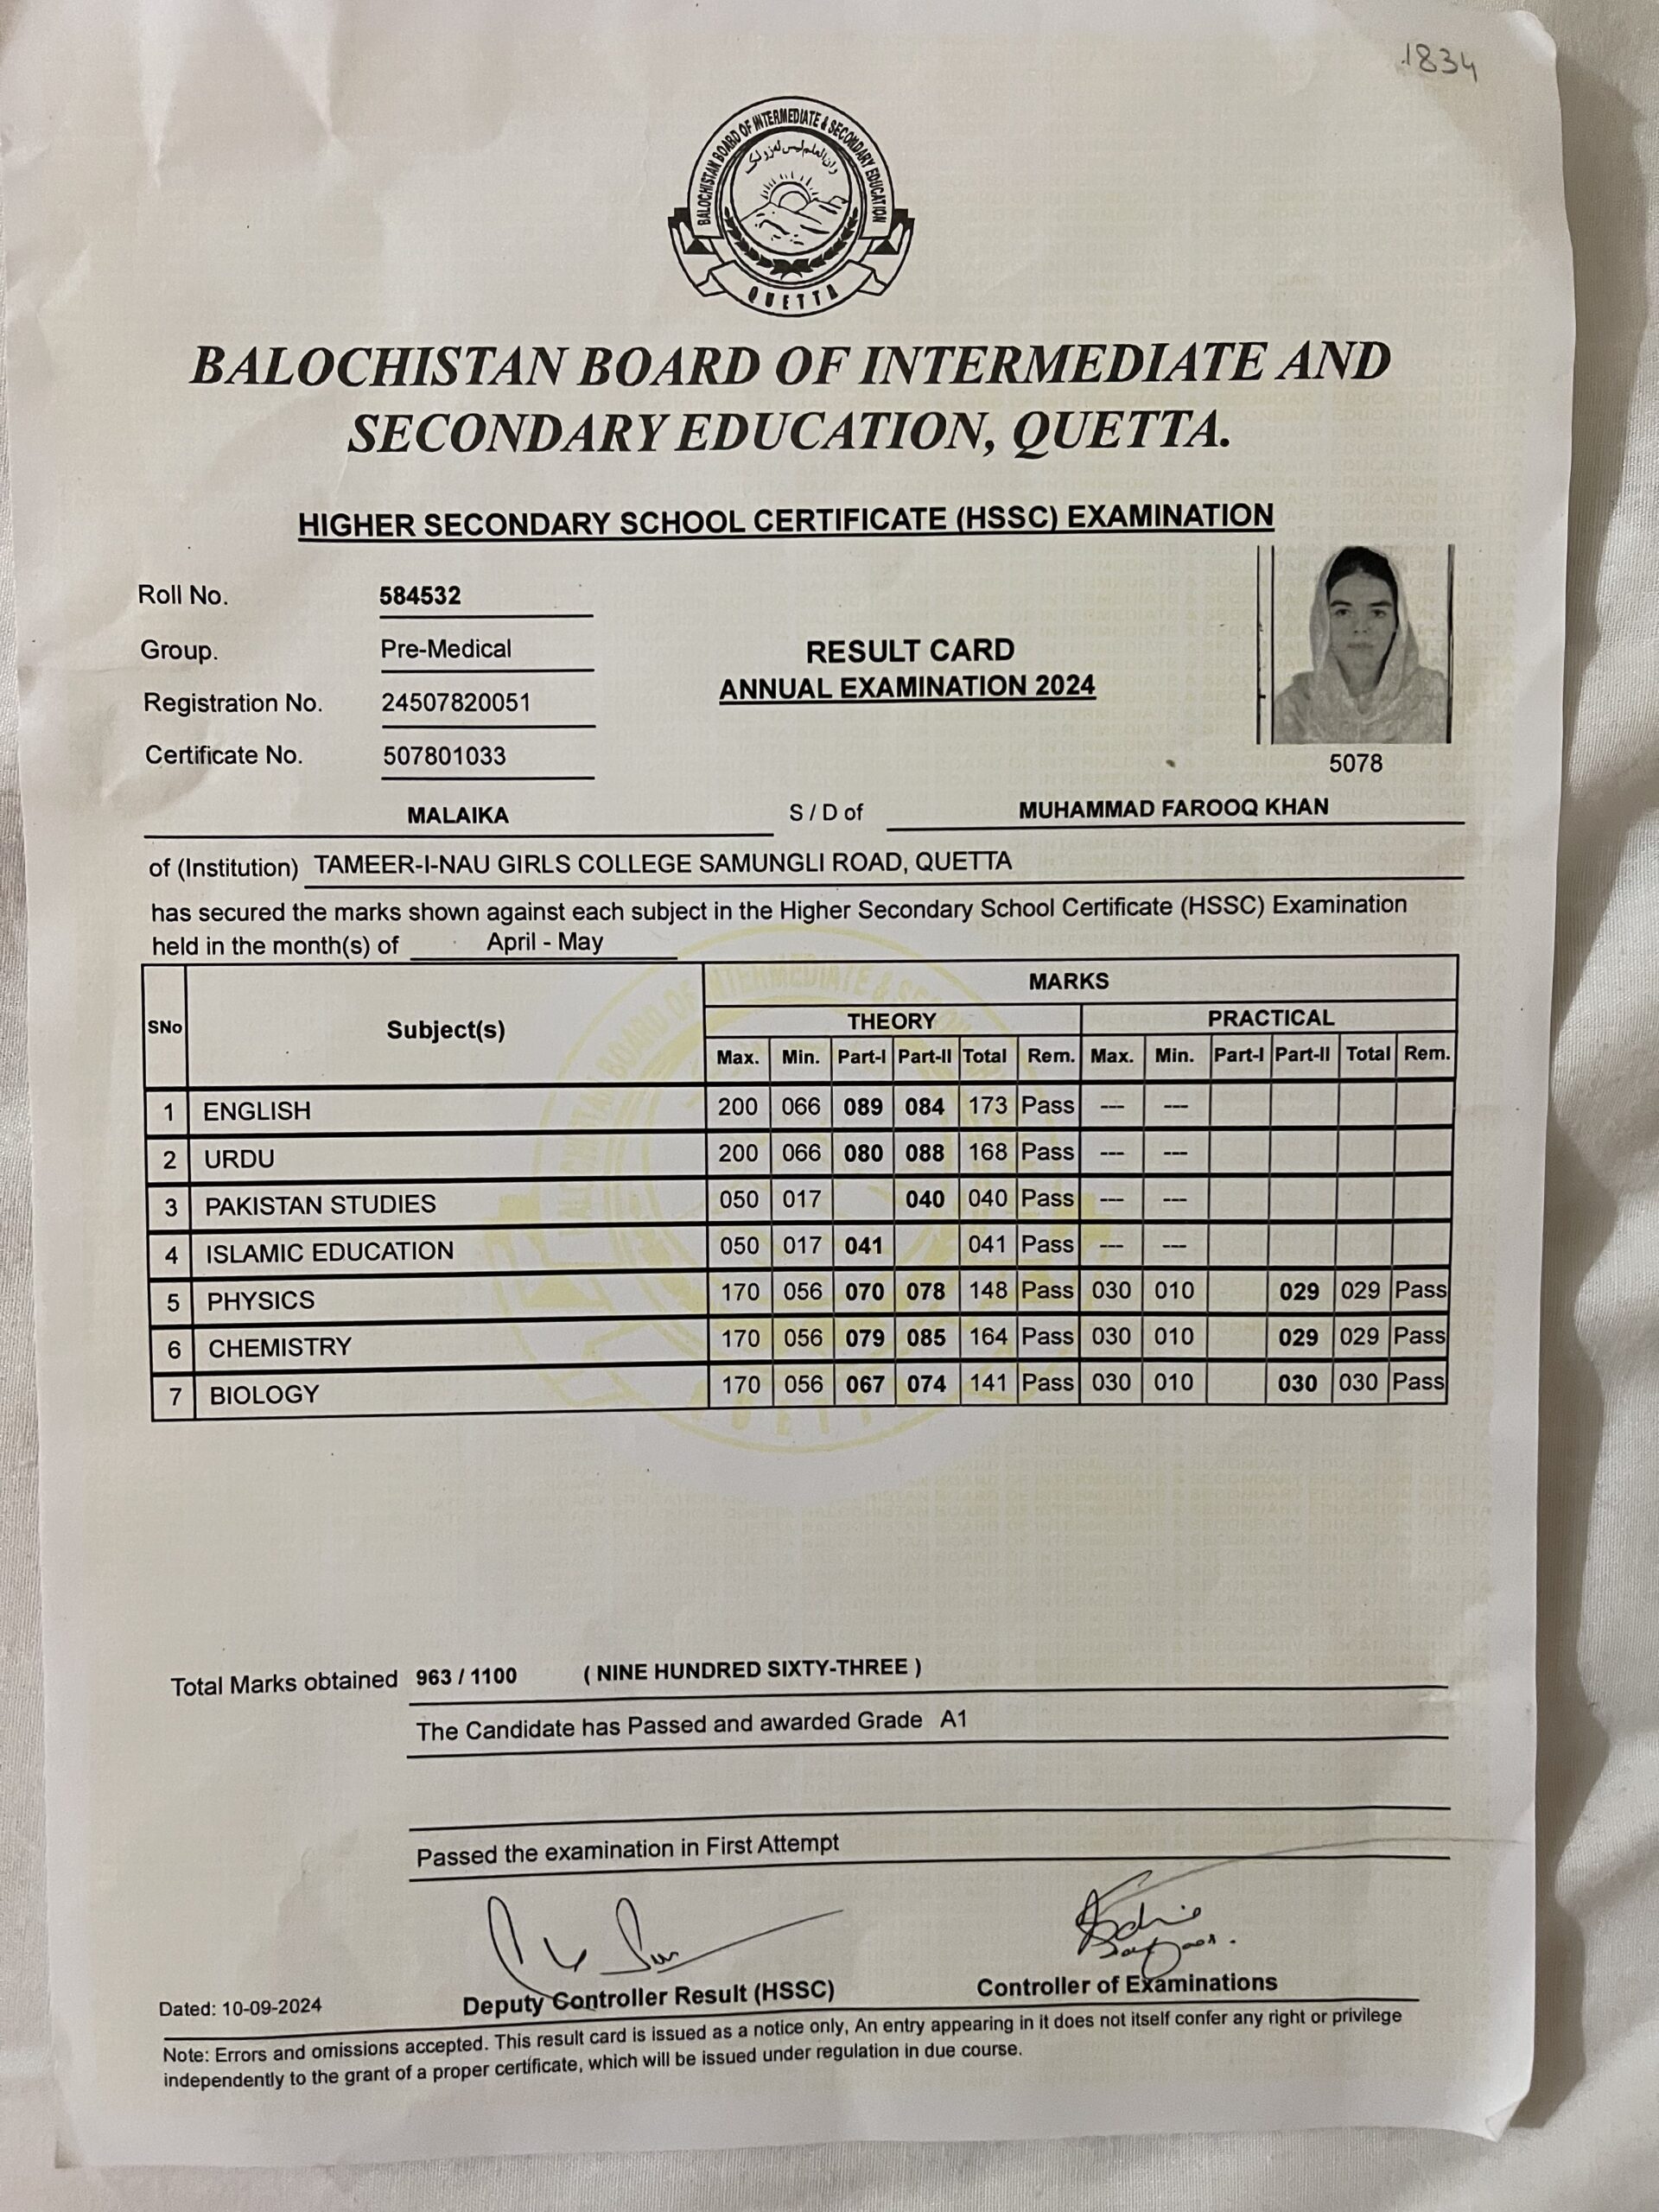 1834
BALOCHISTAN BOARD OF INTERMEDIATE & SECONDARY EDUCATION
QUETTA
BALOCHISTAN BOARD OF INTERMEDIATE AND
SECONDARY EDUCATION, QUETTA.
HIGHER SECONDARY SCHOOL CERTIFICATE (HSSC) EXAMINATION
Roll No. 584532
Group. Pre-Medical
Registration No. 24507820051
Certificate No. 507801033
RESULT CARD
ANNUAL EXAMINATION 2024
5078
MALAIKA S / D of MUHAMMAD FAROOQ KHAN
of (Institution) TAMEER-I-NAU GIRLS COLLEGE SAMUNGLI ROAD, QUETTA
has secured the marks shown against each subject in the Higher Secondary School Certificate (HSSC) Examination
held in the month(s) of April - May
SNo Subject(s) MARKS
THEORY PRACTICAL
Max. Min. Part-I Part-II Total Rem. Max. Min. Part-I Part-II Total Rem.
1 ENGLISH 200 066 089 084 173 Pass --- ---
2 URDU 200 066 080 088 168 Pass --- ---
3 PAKISTAN STUDIES 050 017 040 040 Pass --- ---
4 ISLAMIC EDUCATION 050 017 041 041 Pass --- ---
5 PHYSICS 170 056 070 078 148 Pass 030 010 029 029 Pass
6 CHEMISTRY 170 056 079 085 164 Pass 030 010 029 029 Pass
7 BIOLOGY 170 056 067 074 141 Pass 030 010 030 030 Pass
Total Marks obtained 963 / 1100 ( NINE HUNDRED SIXTY-THREE )
The Candidate has Passed and awarded Grade A1
Passed the examination in First Attempt
Dated: 10-09-2024 Deputy Controller Result (HSSC) Controller of Examinations
Note: Errors and omissions accepted. This result card is issued as a notice only, An entry appearing in it does not itself confer any right or privilege
independently to the grant of a proper certificate, which will be issued under regulation in due course.